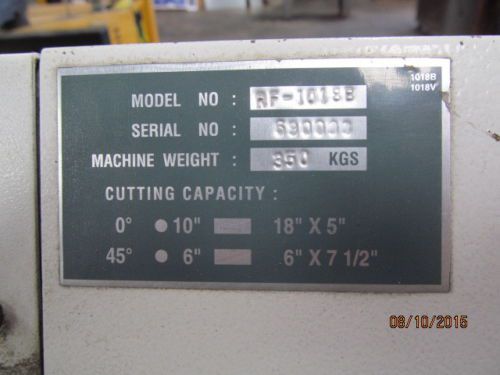 1018B
1018V
MODEL NO : RF-1018B
SERIAL NO : 690033
MACHINE WEIGHT : 350 KGS
CUTTING CAPACITY :
0° ● 10" 18" X 5"
45° ● 6" 6" X 7 1/2"
08/10/2015